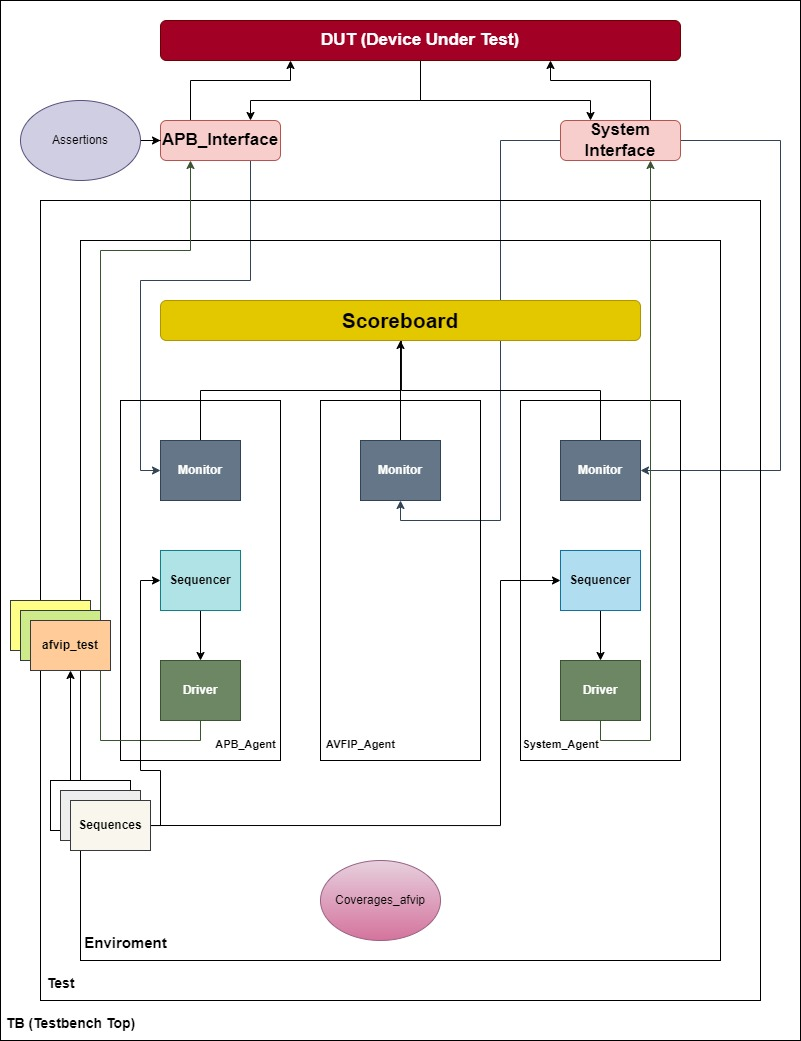 DUT (Device Under Test)
Assertions
APB_Interface
System
Interface
Scoreboard
Monitor
Monitor
Monitor
Sequencer
Sequencer
afvip_test
Driver
Driver
APB_Agent
AVFIP_Agent
System_Agent
Sequences
Coverages_afvip
Enviroment
Test
TB (Testbench Top)